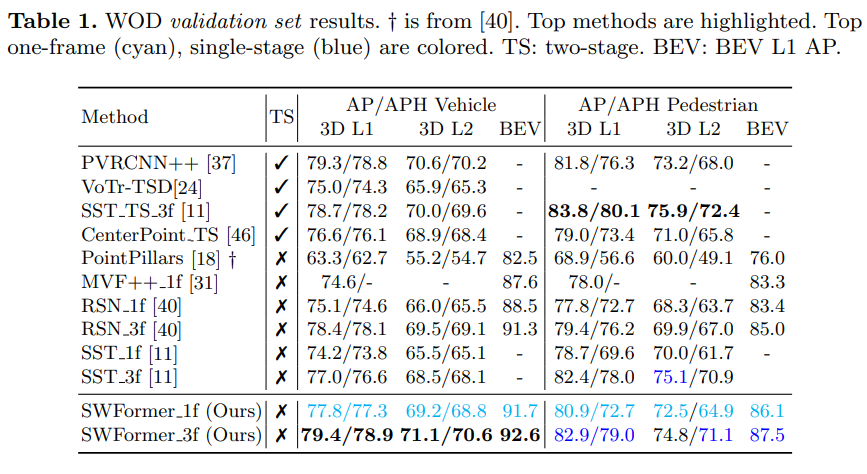 Table 1. WOD validation set results. † is from [40]. Top methods are highlighted. Top
one-frame (cyan), single-stage (blue) are colored. TS: two-stage. BEV: BEV L1 AP.
Method TS AP/APH Vehicle AP/APH Pedestrian
3D L1 3D L2 BEV 3D L1 3D L2 BEV
PVRCNN++ [37] ✓ 79.3/78.8 70.6/70.2 - 81.8/76.3 73.2/68.0 -
VoTr-TSD[24] ✓ 75.0/74.3 65.9/65.3 - - - -
SST_TS_3f [11] ✓ 78.7/78.2 70.0/69.6 - 83.8/80.1 75.9/72.4 -
CenterPoint_TS [46] ✓ 76.6/76.1 68.9/68.4 - 79.0/73.4 71.0/65.8 -
PointPillars [18] † ✗ 63.3/62.7 55.2/54.7 82.5 68.9/56.6 60.0/49.1 76.0
MVF++_1f [31] ✗ 74.6/- - 87.6 78.0/- - 83.3
RSN_1f [40] ✗ 75.1/74.6 66.0/65.5 88.5 77.8/72.7 68.3/63.7 83.4
RSN_3f [40] ✗ 78.4/78.1 69.5/69.1 91.3 79.4/76.2 69.9/67.0 85.0
SST_1f [11] ✗ 74.2/73.8 65.5/65.1 - 78.7/69.6 70.0/61.7 -
SST_3f [11] ✗ 77.0/76.6 68.5/68.1 - 82.4/78.0 75.1/70.9
SWFormer_1f (Ours) ✗ 77.8/77.3 69.2/68.8 91.7 80.9/72.7 72.5/64.9 86.1
SWFormer_3f (Ours) ✗ 79.4/78.9 71.1/70.6 92.6 82.9/79.0 74.8/71.1 87.5